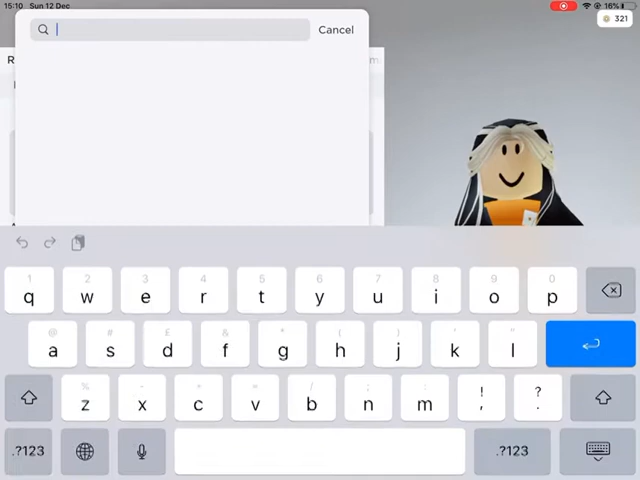 15:10 Sun 12 Dec
16%
321
Cancel
R
m
1 2 3 4 5 6 7 8 9 0
q w e r t y u i o p
@ # £ & * ( ) ' "
a s d f g h j k l
% - + = / ; :
z x c v b n m ! , ? .
.?123 .?123